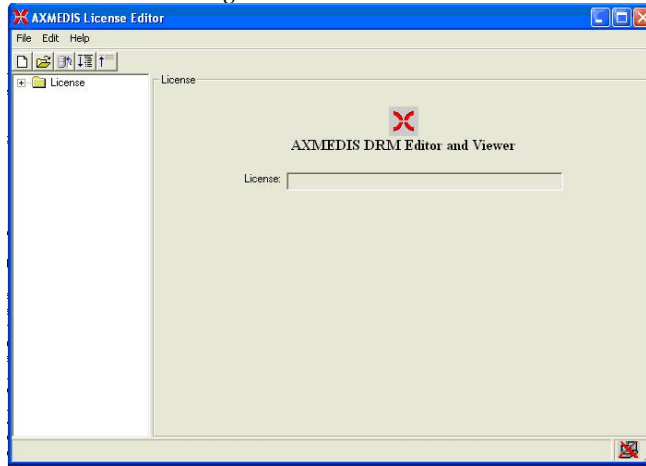 AXMEDIS License Editor
File Edit Help
License
License
AXMEDIS DRM Editor and Viewer
License: